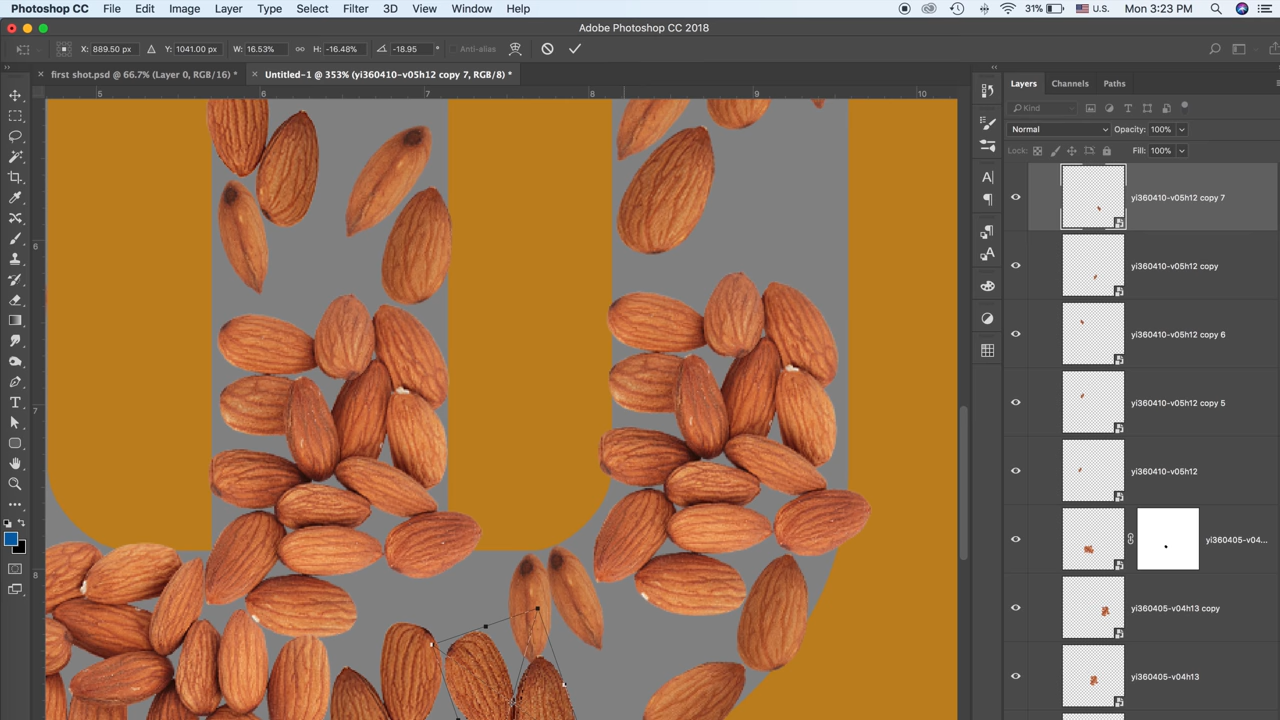 Photoshop CC File Edit Image Layer Type Select Filter 3D View Window Help 31% U.S. Mon 3:23 PM
Adobe Photoshop CC 2018
X: 889.50 px Y: 1041.00 px W: 16.53% H: -16.48% -18.95 ° Anti-alias
first shot.psd @ 66.7% (Layer 0, RGB/16) * Untitled-1 @ 353% (yi360410-v05h12 copy 7, RGB/8) *
Layers Channels Paths
5 6 7 8 9 10
Kind
Normal Opacity: 100%
Lock: Fill: 100%
yi360410-v05h12 copy 7
6
yi360410-v05h12 copy
yi360410-v05h12 copy 6
7
yi360410-v05h12 copy 5
yi360410-v05h12
yi360405-v04...
8
yi360405-v04h13 copy
yi360405-v04h13